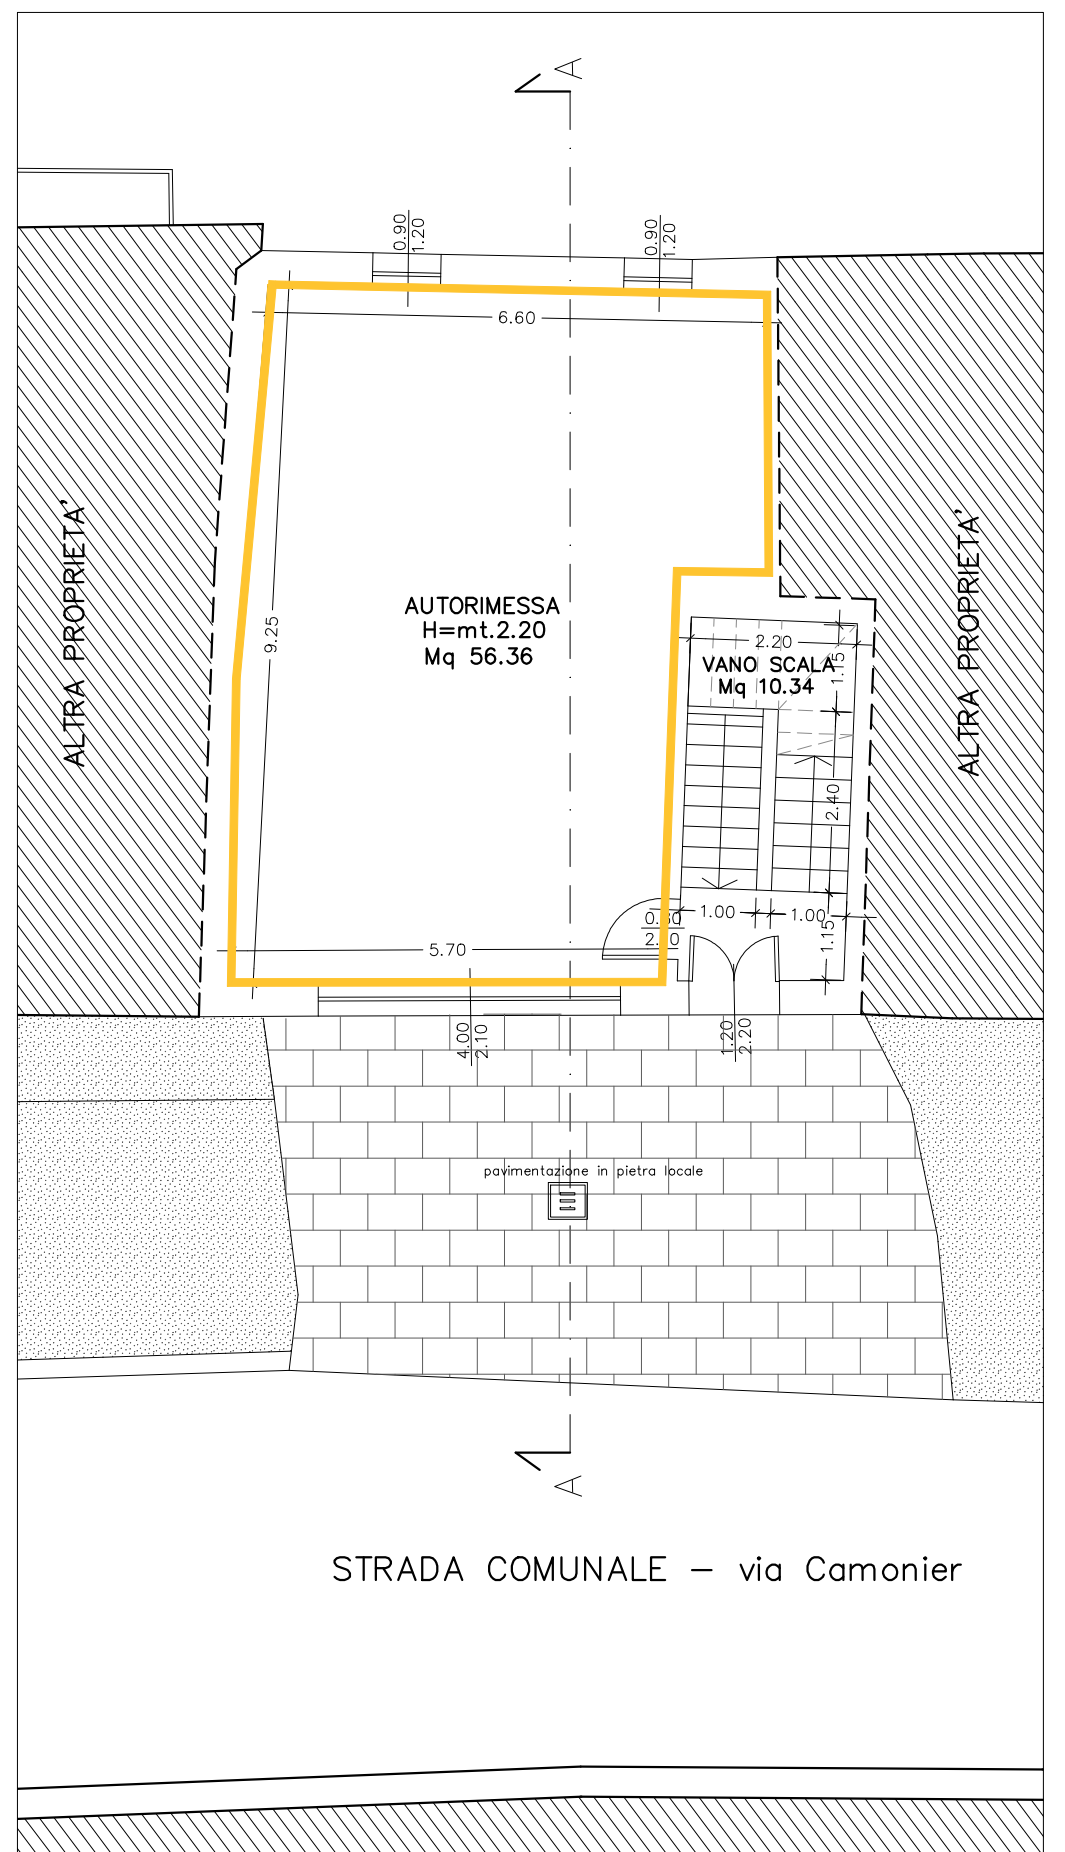 A
0.90
1.20
0.90
1.20
6.60
ALTRA PROPRIETA'
9.25
AUTORIMESSA
H=mt.2.20
Mq 56.36
ALTRA PROPRIETA'
2.20
1.15
VANO SCALA
Mq 10.34
2.40
1.00
1.00
1.15
2.10
5.70
4.00
2.10
1.20
2.20
pavimentazione in pietra locale
A
STRADA COMUNALE – via Camonier